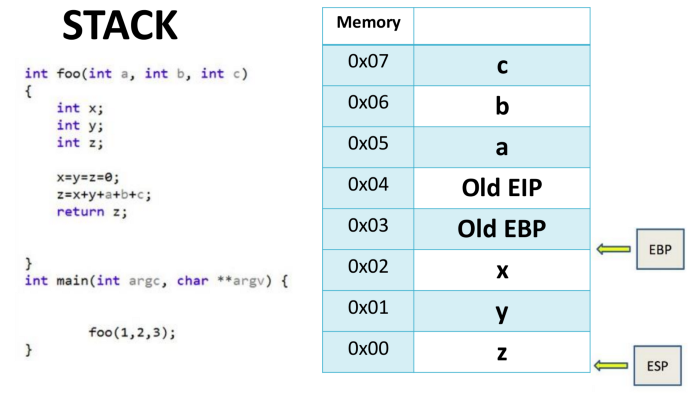 STACK
int foo(int a, int b, int c)
{
int x;
int y;
int z;
x=y=z=0;
z=x+y+a+b+c;
return z;
}
int main(int argc, char **argv) {
foo(1,2,3);
}
Memory
0x07 c
0x06 b
0x05 a
0x04 Old EIP
0x03 Old EBP
0x02 x
0x01 y
0x00 z
EBP
ESP